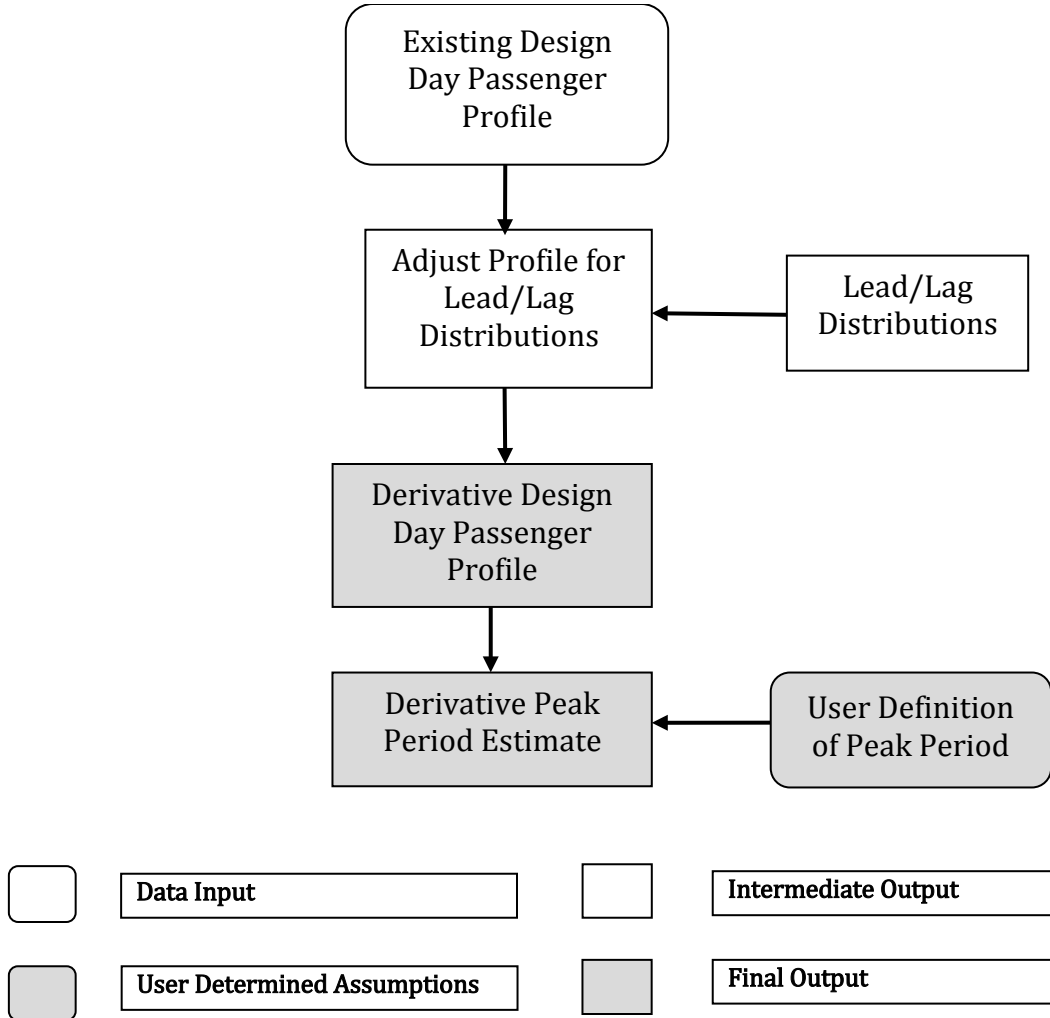 Existing Design
Day Passenger
Profile
Adjust Profile for
Lead/Lag
Distributions
Lead/Lag
Distributions
Derivative Design
Day Passenger
Profile
Derivative Peak
Period Estimate
User Definition
of Peak Period
Data Input
Intermediate Output
User Determined Assumptions
Final Output